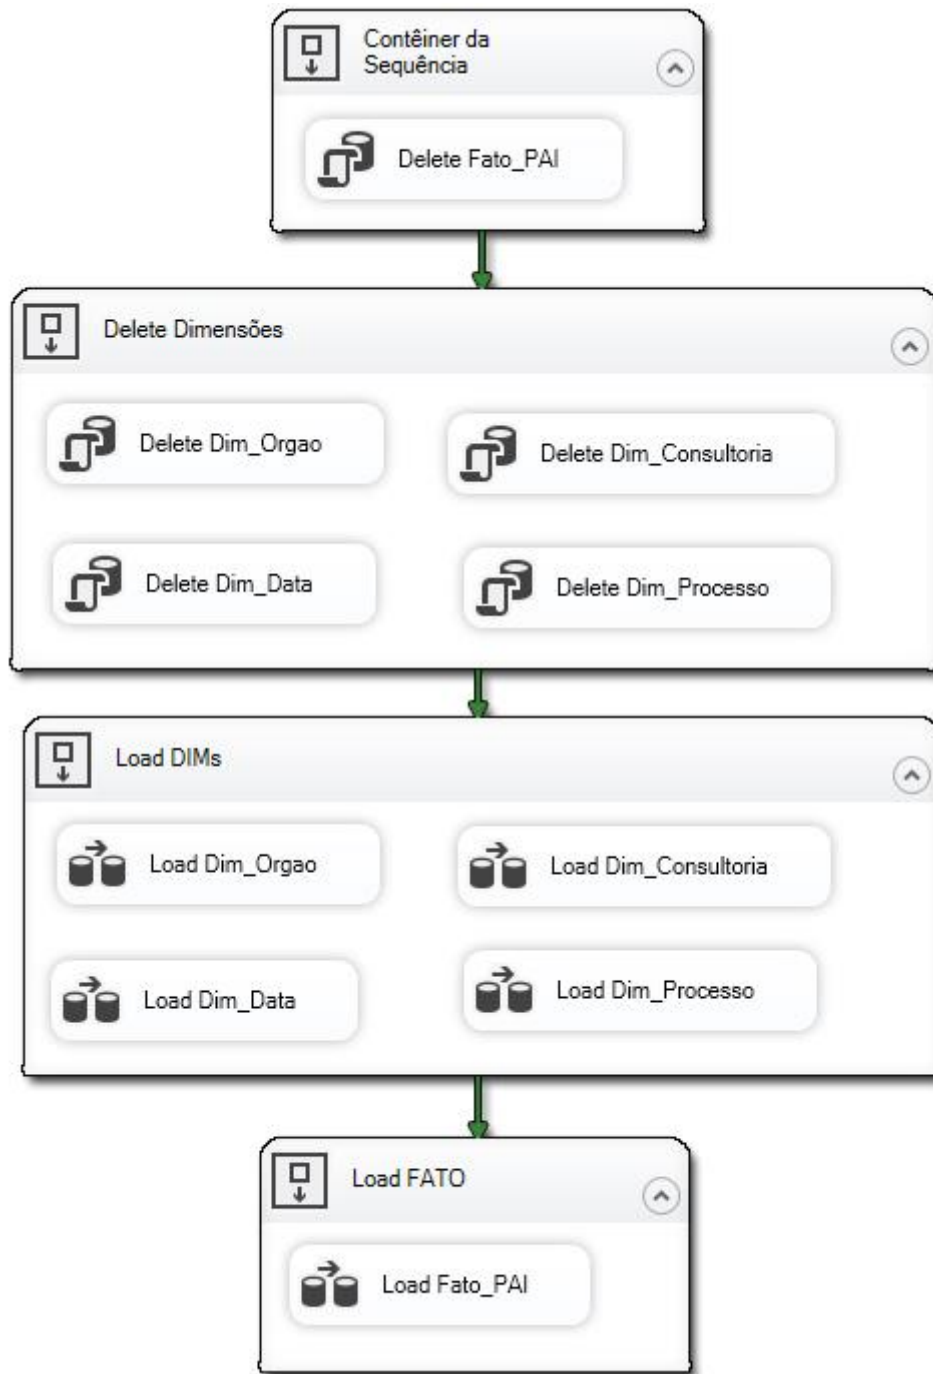 Contêiner da
Sequência
Delete Fato_PAI
Delete Dimensões
Delete Dim_Orgao
Delete Dim_Consultoria
Delete Dim_Data
Delete Dim_Processo
Load DIMs
Load Dim_Orgao
Load Dim_Consultoria
Load Dim_Data
Load Dim_Processo
Load FATO
Load Fato_PAI